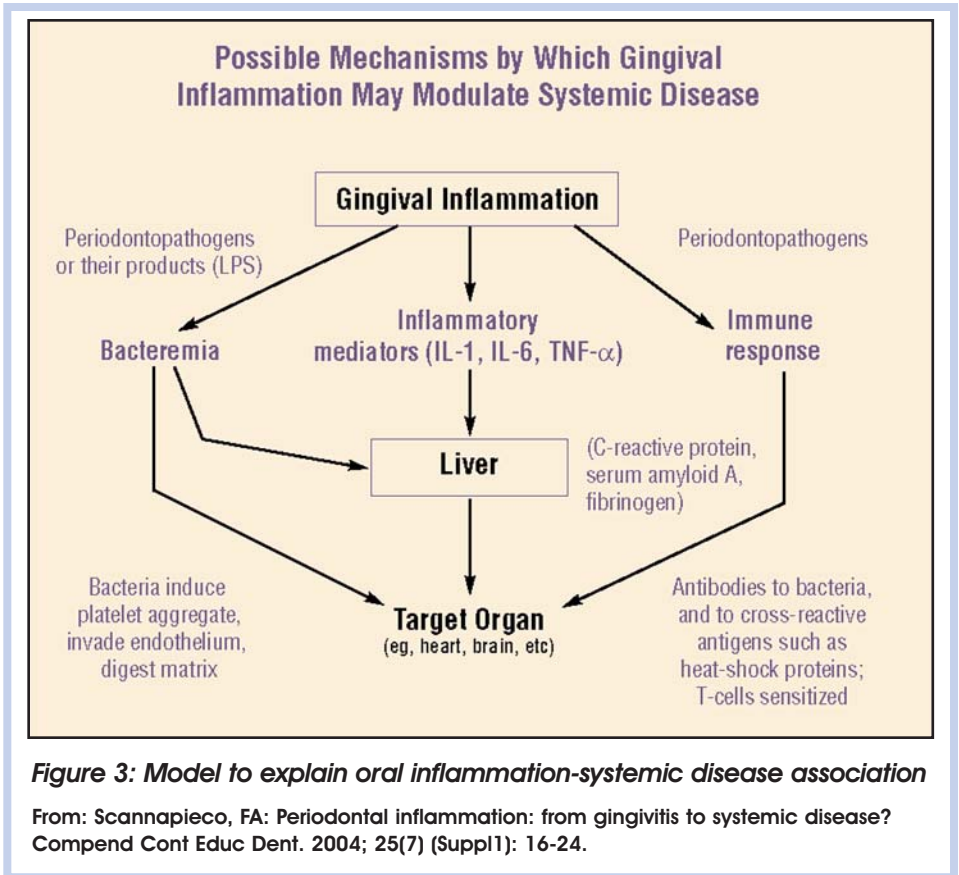 Possible Mechanisms by Which Gingival
Inflammation May Modulate Systemic Disease
Gingival Inflammation
Periodontopathogens
or their products (LPS)
Periodontopathogens
Bacteremia
Inflammatory
mediators (IL-1, IL-6, TNF-α)
Immune
response
Liver
(C-reactive protein,
serum amyloid A,
fibrinogen)
Bacteria induce
platelet aggregate,
invade endothelium,
digest matrix
Target Organ
(eg, heart, brain, etc)
Antibodies to bacteria,
and to cross-reactive
antigens such as
heat-shock proteins;
T-cells sensitized
Figure 3: Model to explain oral inflammation-systemic disease association
From: Scannapieco, FA: Periodontal inflammation: from gingivitis to systemic disease?
Compend Cont Educ Dent. 2004; 25(7) (Suppl1): 16-24.